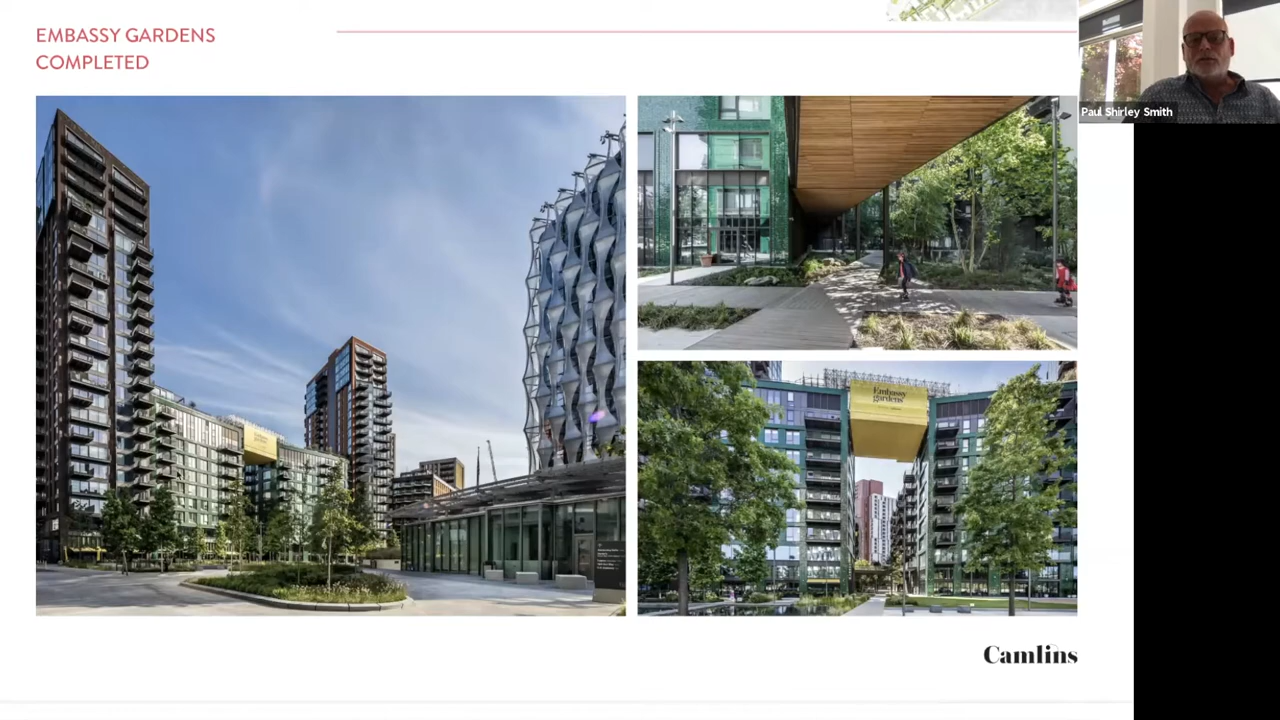 EMBASSY GARDENS
COMPLETED
Paul Shirley Smith
Embassy
gardens
Camlins